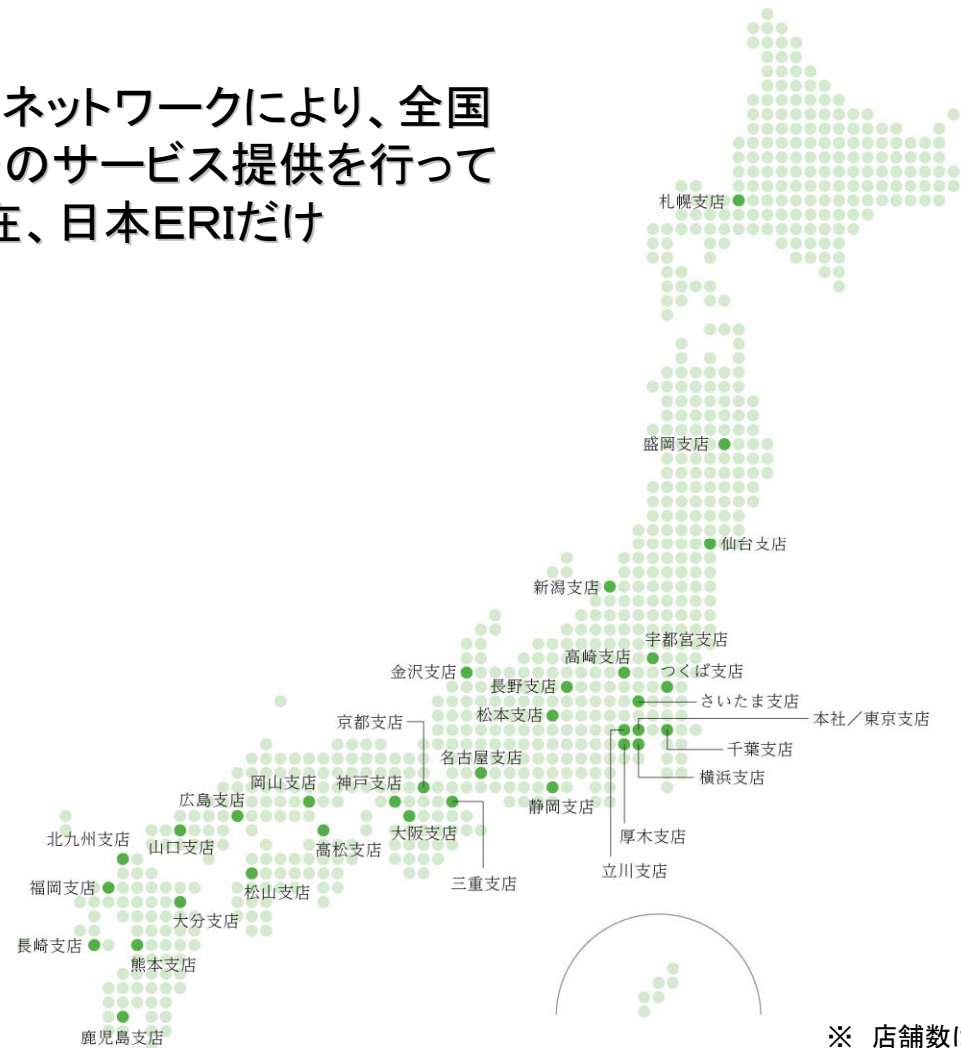 ネットワークにより、全国
のサービス提供を行って
在、日本ERIだけ
札幌支店
盛岡支店
仙台支店
新潟支店
宇都宮支店
高崎支店
つくば支店
金沢支店
長野支店
さいたま支店
松本支店
本社／東京支店
京都支店
千葉支店
名古屋支店
横浜支店
岡山支店
神戸支店
広島支店
静岡支店
北九州支店
山口支店
高松支店
大阪支店
厚木支店
立川支店
三重支店
福岡支店
松山支店
大分支店
長崎支店
熊本支店
鹿児島支店
※ 店舗数